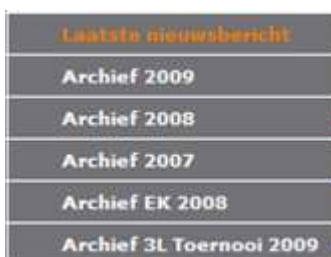 Laatste nieuwsbericht
Archief 2009
Archief 2008
Archief 2007
Archief EK 2008
Archief 3L Toernooi 2009